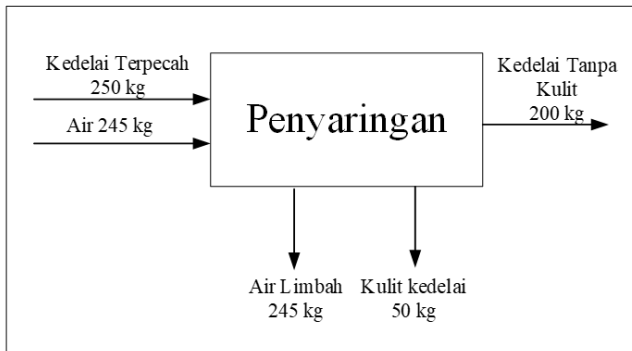 Kedelai Terpecah
250 kg
Air 245 kg
Penyaringan
Kedelai Tanpa
Kulit
200 kg
Air Limbah
245 kg
Kulit kedelai
50 kg